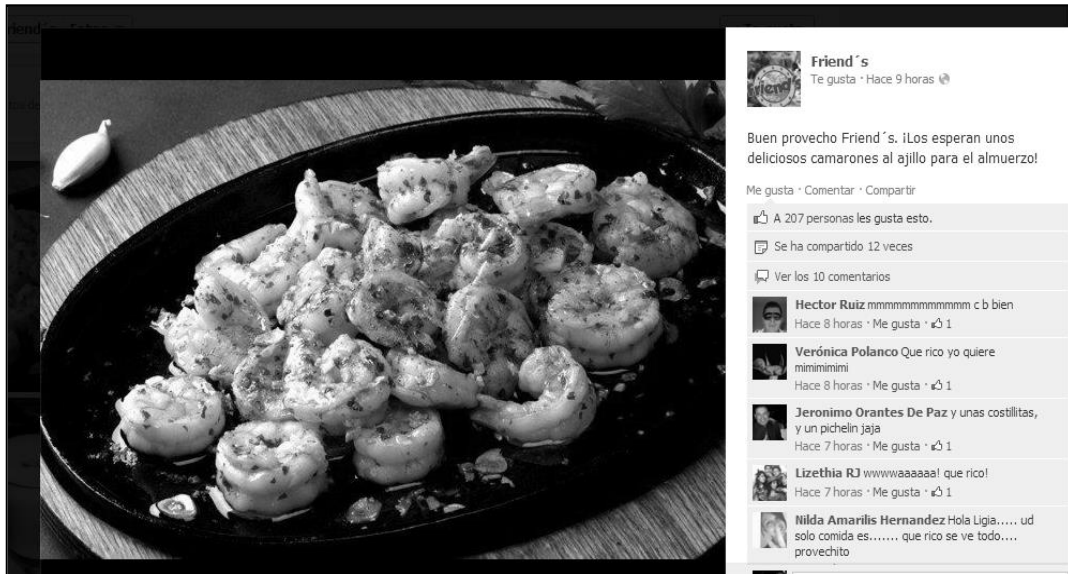 Friend´s
Te gusta · Hace 9 horas
Buen provecho Friend´s. ¡Los esperan unos
deliciosos camarones al ajillo para el almuerzo!
Me gusta · Comentar · Compartir
A 207 personas les gusta esto.
Se ha compartido 12 veces
Ver los 10 comentarios
Hector Ruiz mmmmmmmmmmmm c b bien
Hace 8 horas · Me gusta · 1
Verónica Polanco Que rico yo quiere
mimimimimi
Hace 8 horas · Me gusta · 1
Jeronimo Orantes De Paz y unas costillitas,
y un pichelin jaja
Hace 7 horas · Me gusta · 1
Lizethia RJ wwwwaaaaaa! que rico!
Hace 7 horas · Me gusta · 1
Nilda Amarilis Hernandez Hola Ligia..... ud
solo comida es....... que rico se ve todo....
provechito